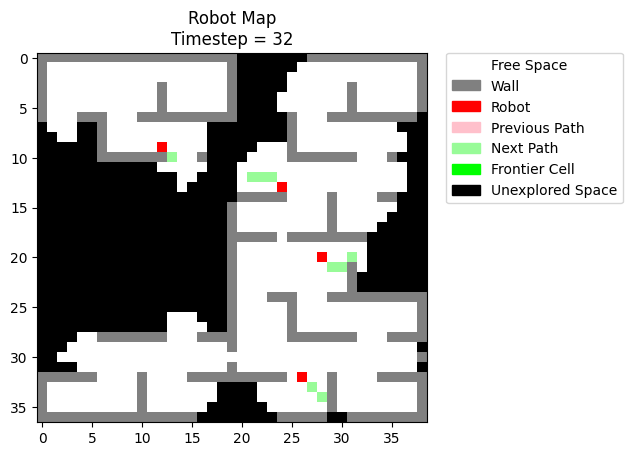 Robot Map
Timestep = 32
0
5
10
15
20
25
30
35
0
5
10
15
20
25
30
35
Free Space
Wall
Robot
Previous Path
Next Path
Frontier Cell
Unexplored Space